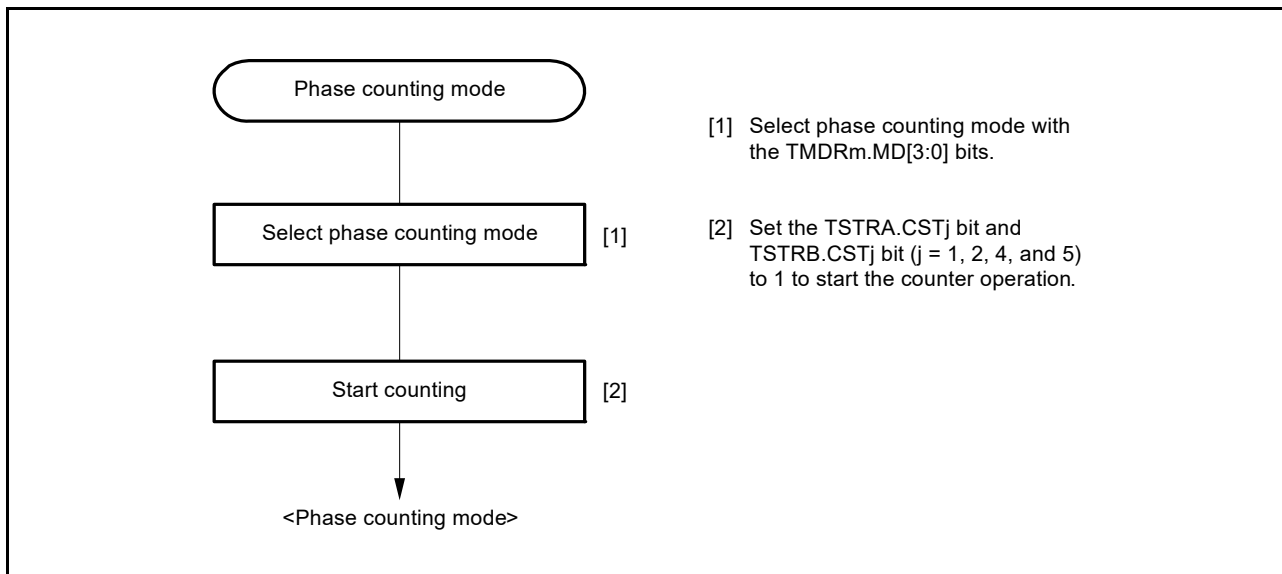 Phase counting mode
[1] Select phase counting mode with
the TMDRm.MD[3:0] bits.
Select phase counting mode [1]
[2] Set the TSTRA.CSTj bit and
TSTRB.CSTj bit (j = 1, 2, 4, and 5)
to 1 to start the counter operation.
Start counting [2]
<Phase counting mode>